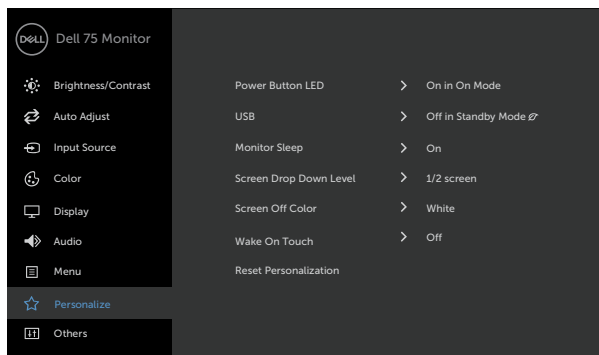 DELL Dell 75 Monitor
Brightness/Contrast
Auto Adjust
Input Source
Color
Display
Audio
Menu
Personalize
Others
Power Button LED > On in On Mode
USB > Off in Standby Mode
Monitor Sleep > On
Screen Drop Down Level > 1/2 screen
Screen Off Color > White
Wake On Touch > Off
Reset Personalization